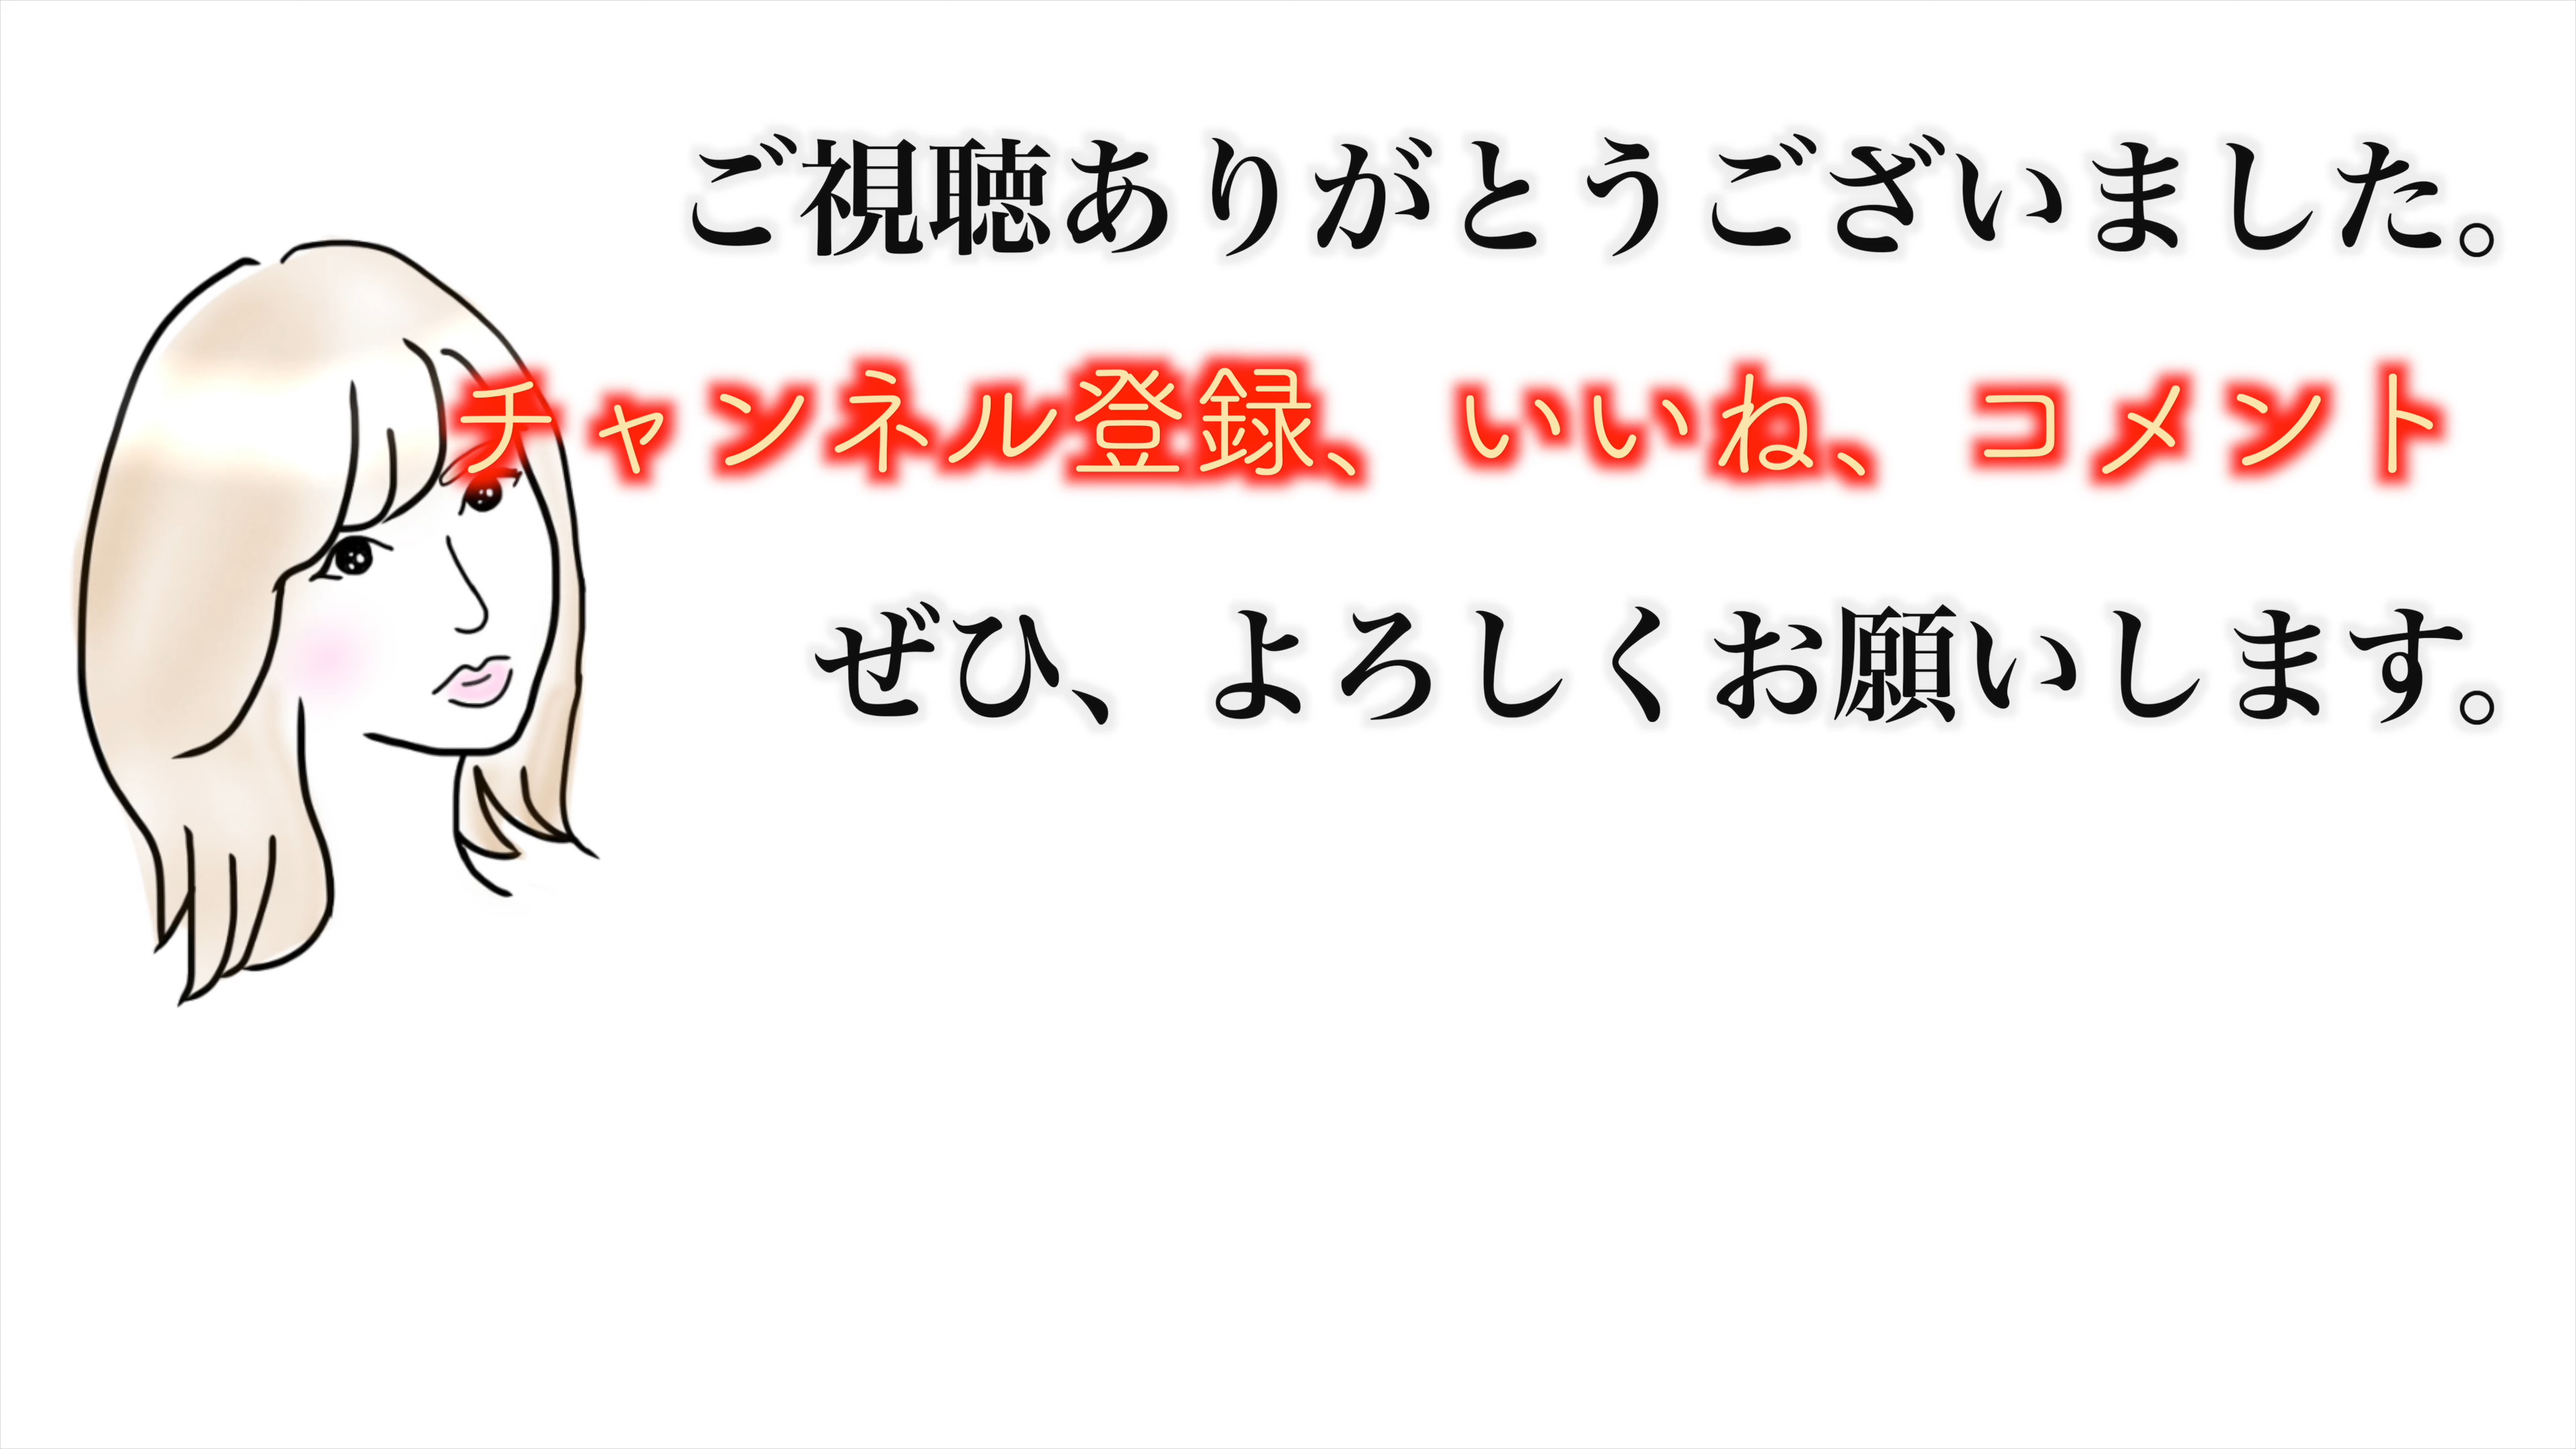 ご視聴ありがとうございました。
チャンネル登録、いいね、コメント
ぜひ、よろしくお願いします。